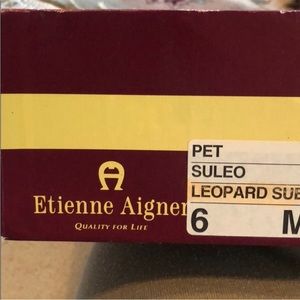 Etienne Aigner
QUALITY FOR LIFE
PET
SULEO
LEOPARD SUE
6 M